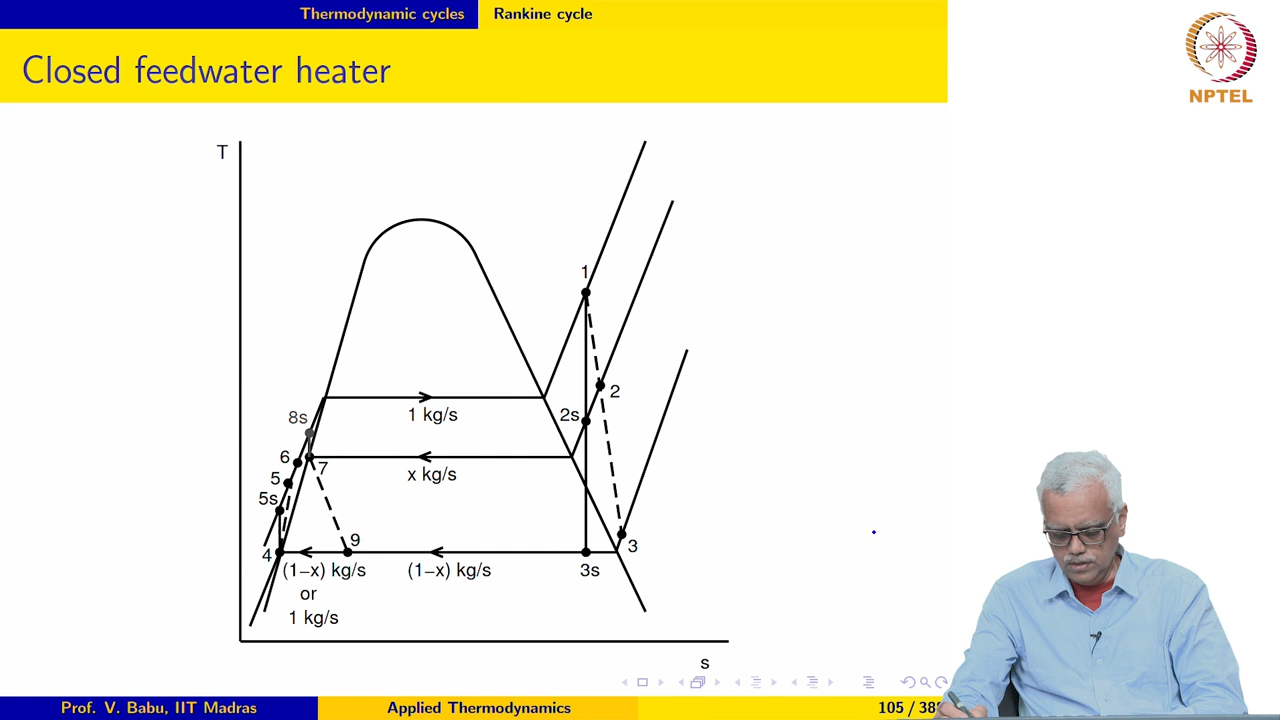 Thermodynamic cycles Rankine cycle
Closed feedwater heater
NPTEL
T
1
8s
1 kg/s
2
2s
6
7
5
x kg/s
5s
9
4
3
(1−x) kg/s
(1−x) kg/s
3s
or
1 kg/s
s
Prof. V. Babu, IIT Madras Applied Thermodynamics 105 / 38